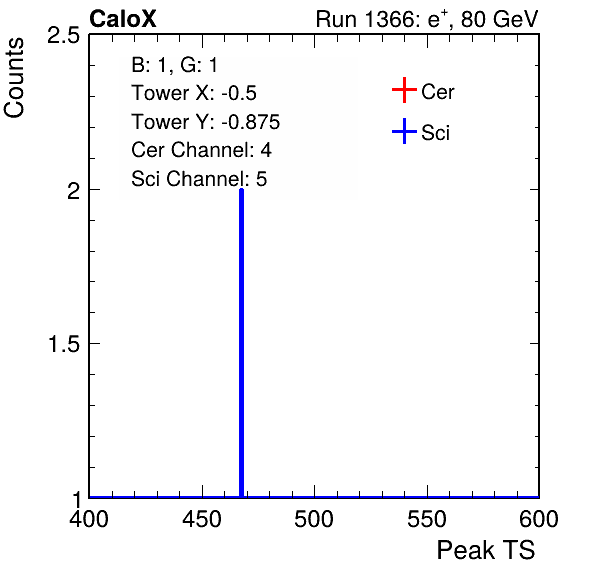 CaloX Run 1366: e⁺, 80 GeV
Counts
2.5
2
1.5
1
B: 1, G: 1
Tower X: -0.5
Tower Y: -0.875
Cer Channel: 4
Sci Channel: 5
Cer
Sci
400 450 500 550 600
Peak TS